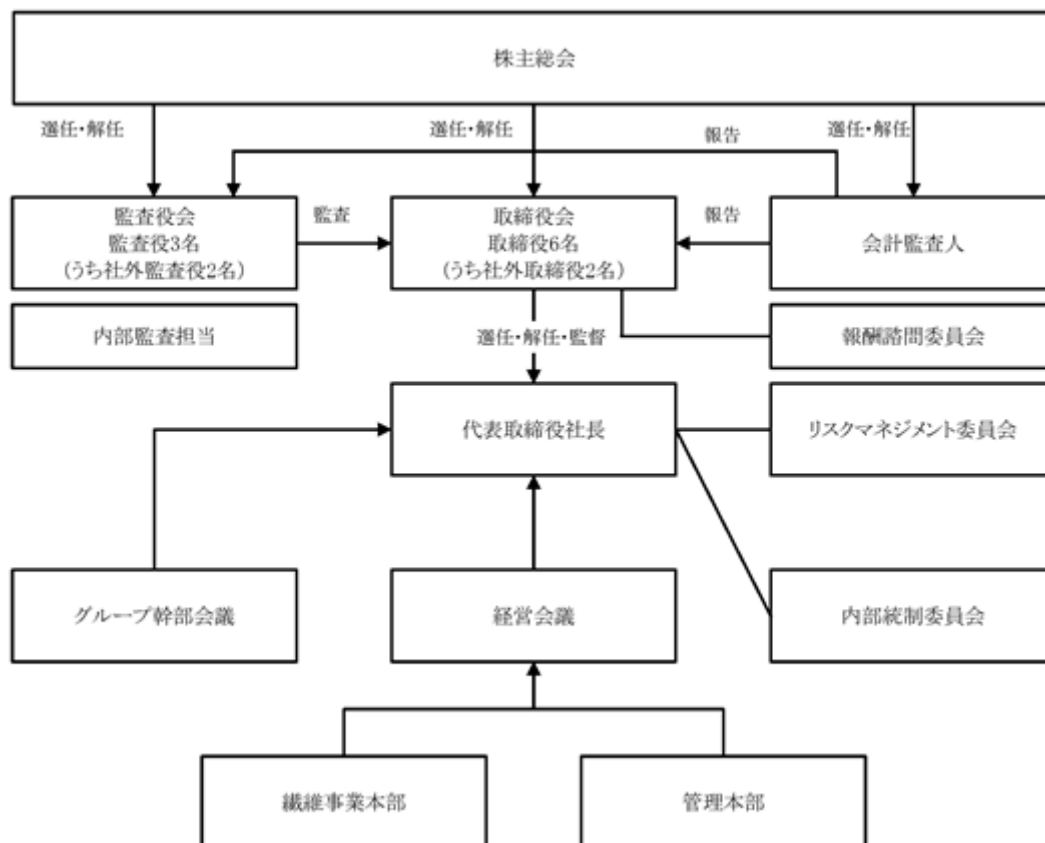 株主総会
選任・解任
選任・解任
選任・解任
報告
監査役会
監査役3名
(うち社外監査役2名)
監査
取締役会
取締役6名
(うち社外取締役2名)
報告
会計監査人
内部監査担当
選任・解任・監督
報酬諮問委員会
代表取締役社長
リスクマネジメント委員会
グループ幹部会議
経営会議
内部統制委員会
繊維事業本部
管理本部